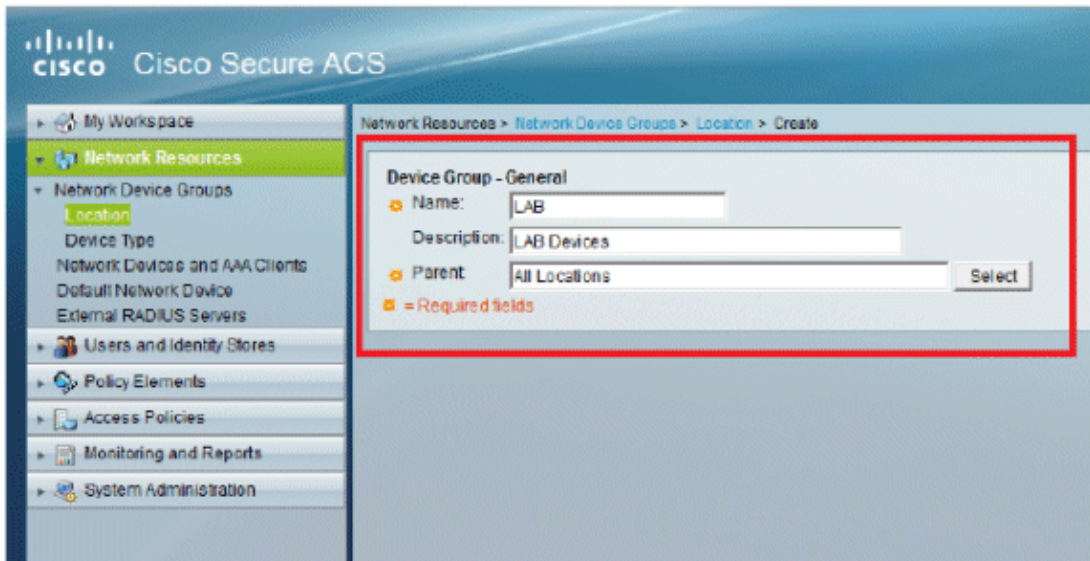 CISCO Cisco Secure ACS
My Workspace
Network Resources
Network Device Groups
Location
Device Type
Network Devices and AAA Clients
Default Network Device
External RADIUS Servers
Users and Identity Stores
Policy Elements
Access Policies
Monitoring and Reports
System Administration
Network Resources > Network Device Groups > Location > Create
Device Group - General
Name: LAB
Description: LAB Devices
Parent: All Locations Select
= Required fields